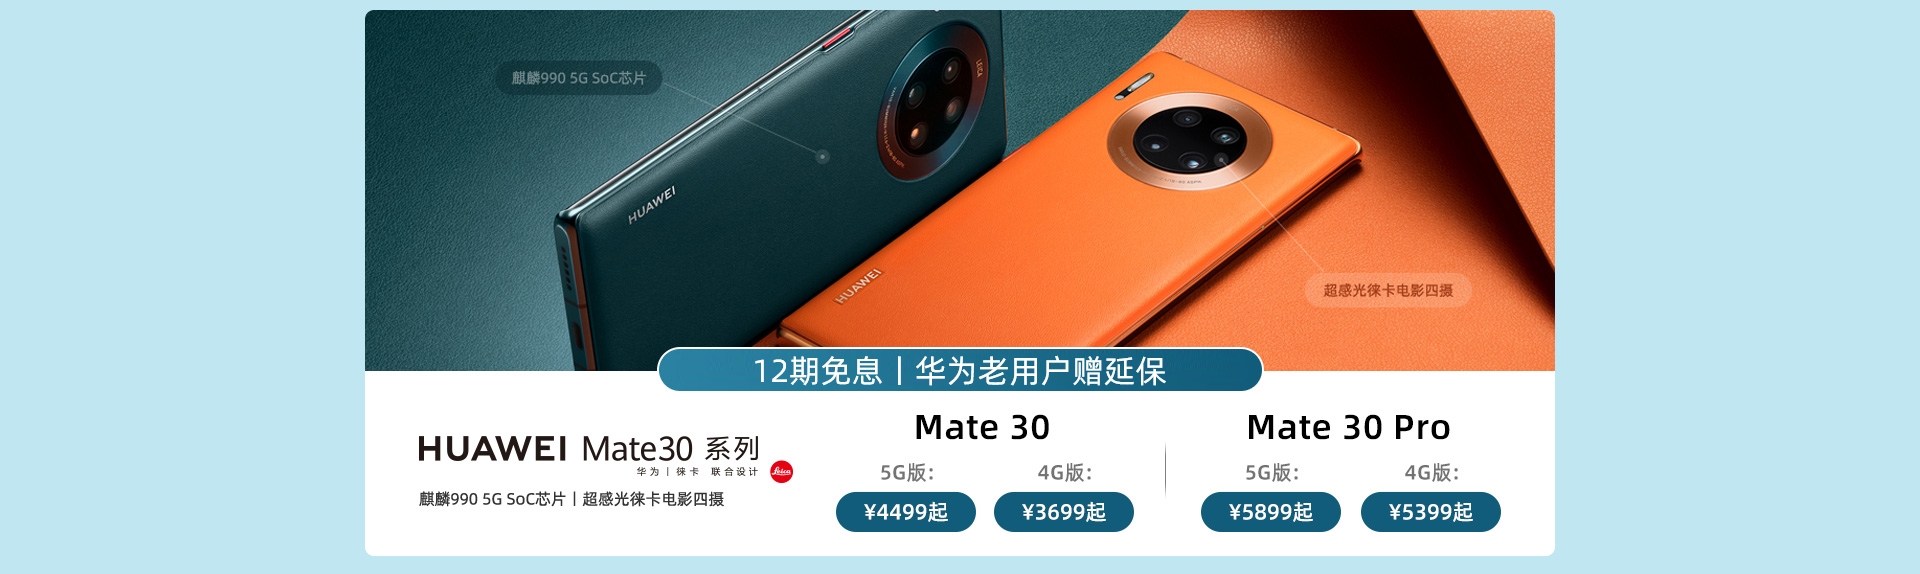 麒麟990 5G SoC芯片
LEICA
HUAWEI
HUAWEI
超感光徕卡电影四摄
12期免息丨华为老用户赠延保
HUAWEI Mate30 系列
华为丨徕卡 联合设计
Leica
麒麟990 5G SoC芯片丨超感光徕卡电影四摄
Mate 30
5G版: 4G版:
¥4499起 ¥3699起
Mate 30 Pro
5G版: 4G版:
¥5899起 ¥5399起